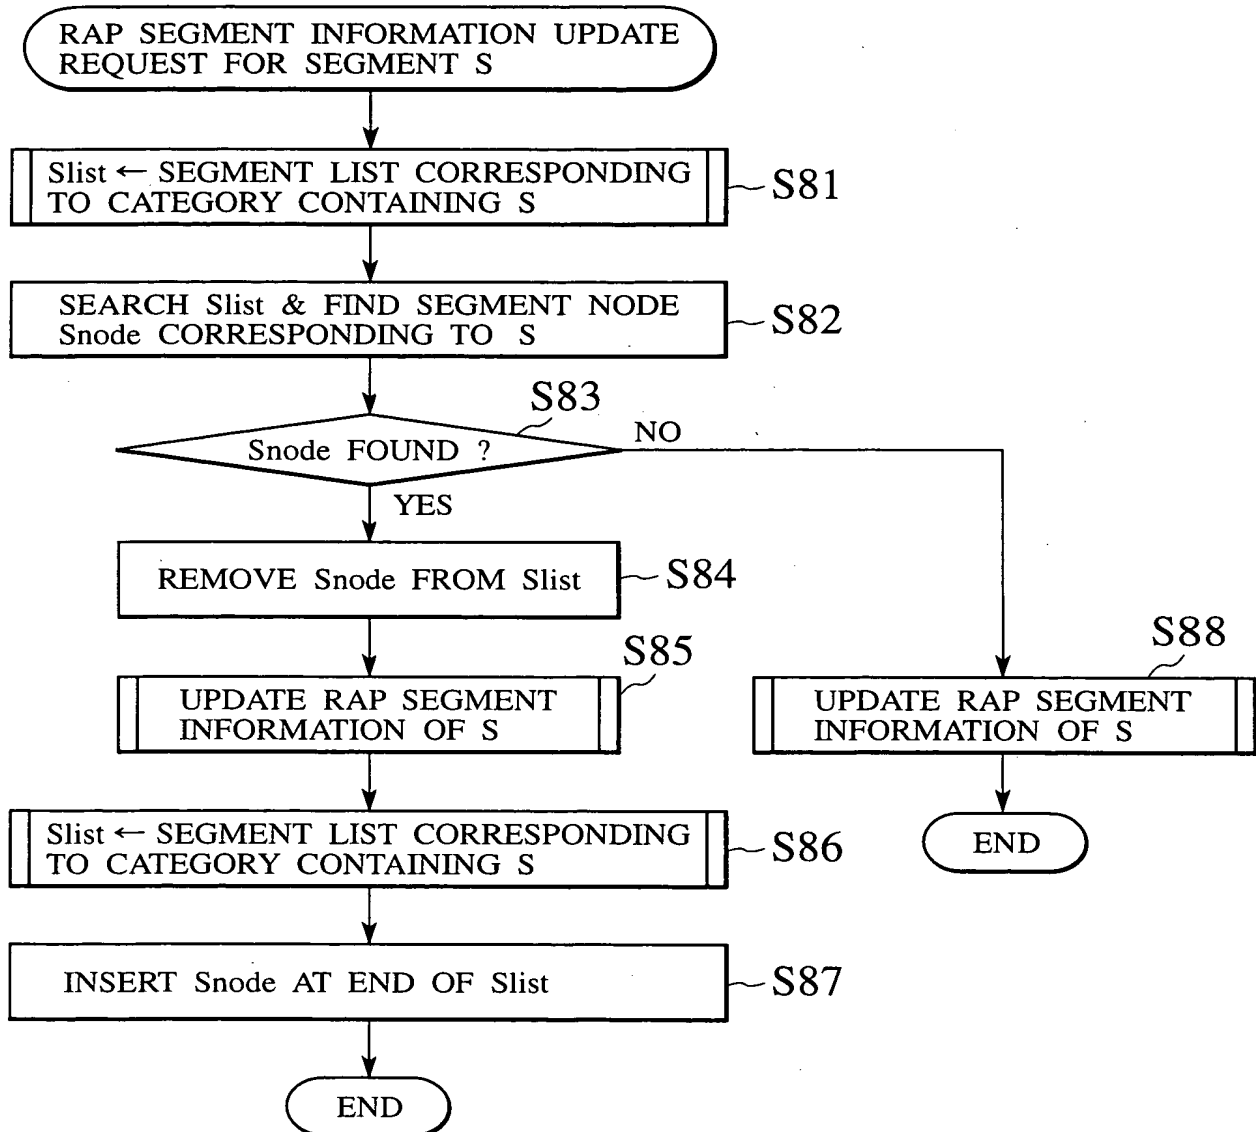 RAP SEGMENT INFORMATION UPDATE
REQUEST FOR SEGMENT S
Slist ← SEGMENT LIST CORRESPONDING
TO CATEGORY CONTAINING S
S81
SEARCH Slist & FIND SEGMENT NODE
Snode CORRESPONDING TO S
S82
S83
Snode FOUND ?
NO
YES
REMOVE Snode FROM Slist
S84
S85
UPDATE RAP SEGMENT
INFORMATION OF S
S88
UPDATE RAP SEGMENT
INFORMATION OF S
Slist ← SEGMENT LIST CORRESPONDING
TO CATEGORY CONTAINING S
S86
END
INSERT Snode AT END OF Slist
S87
END